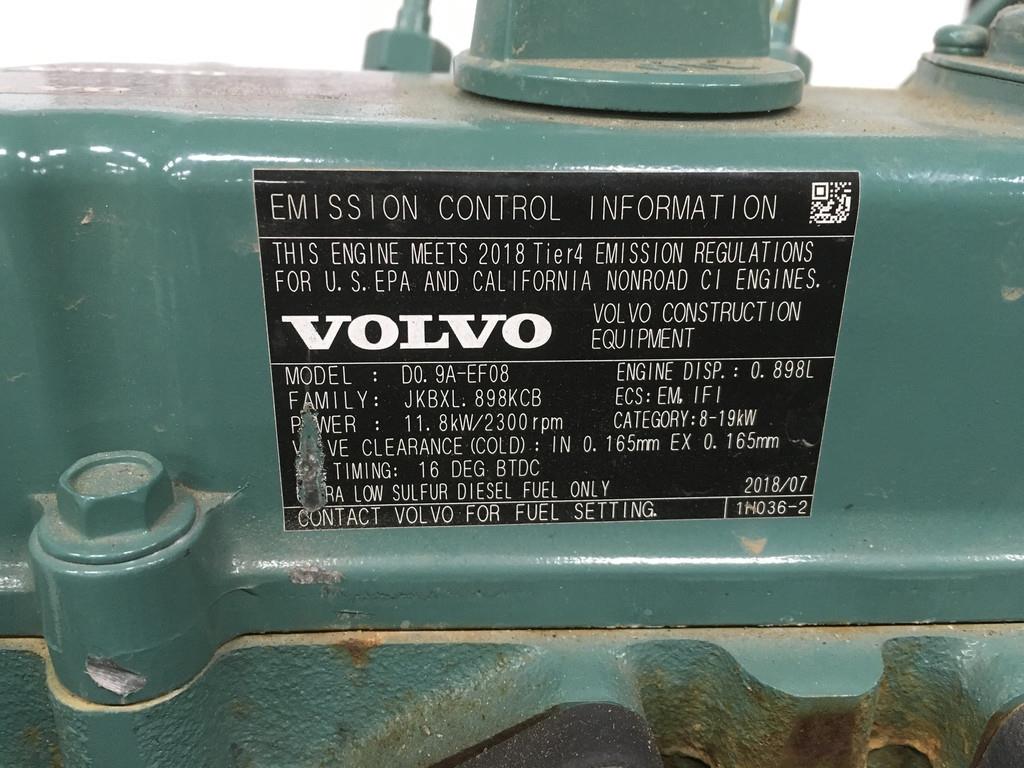 EMISSION CONTROL INFORMATION
THIS ENGINE MEETS 2018 Tier4 EMISSION REGULATIONS
FOR U.S.EPA AND CALIFORNIA NONROAD CI ENGINES.
VOLVO
VOLVO CONSTRUCTION
EQUIPMENT
MODEL : D0.9A-EF08 ENGINE DISP.: 0.898L
FAMILY: JKBXL.898KCB ECS:EM,IFI
POWER : 11.8kW/2300rpm CATEGORY:8-19kW
VALVE CLEARANCE(COLD): IN 0.165mm EX 0.165mm
TIMING: 16 DEG BTDC
LOW SULFUR DIESEL FUEL ONLY 2018/07
CONTACT VOLVO FOR FUEL SETTING. 1H036-2